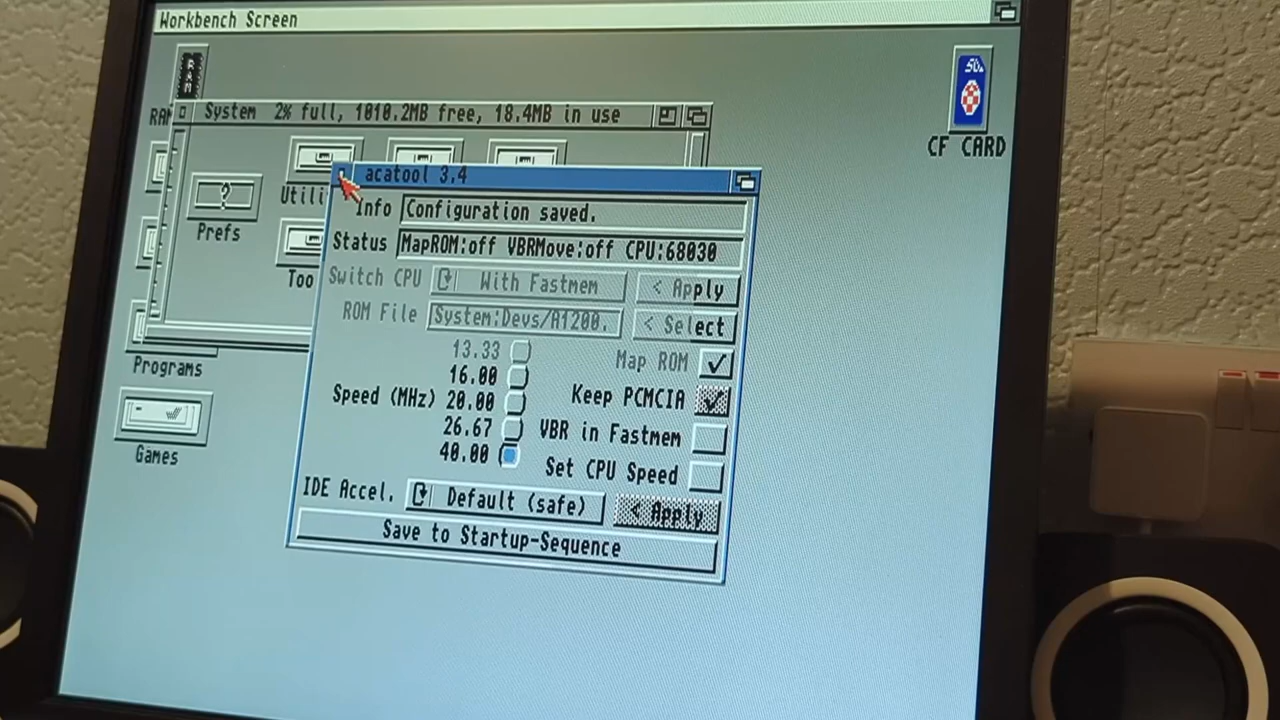 Workbench Screen
RAM
System 2% full, 1010.2MB free, 18.4MB in use
CF CARD
acatool 3.4
Info Configuration saved.
Prefs
Status MapROM:off VBRMove:off CPU:68030
Switch CPU With Fastmem < Apply
ROM File System:Devs/A1200. < Select
13.33
Map ROM
16.00
Programs
Keep PCMCIA
Speed (MHz) 20.00
26.67
VBR in Fastmem
40.00
Set CPU Speed
Games
IDE Accel. Default (safe) < Apply
Save to Startup-Sequence